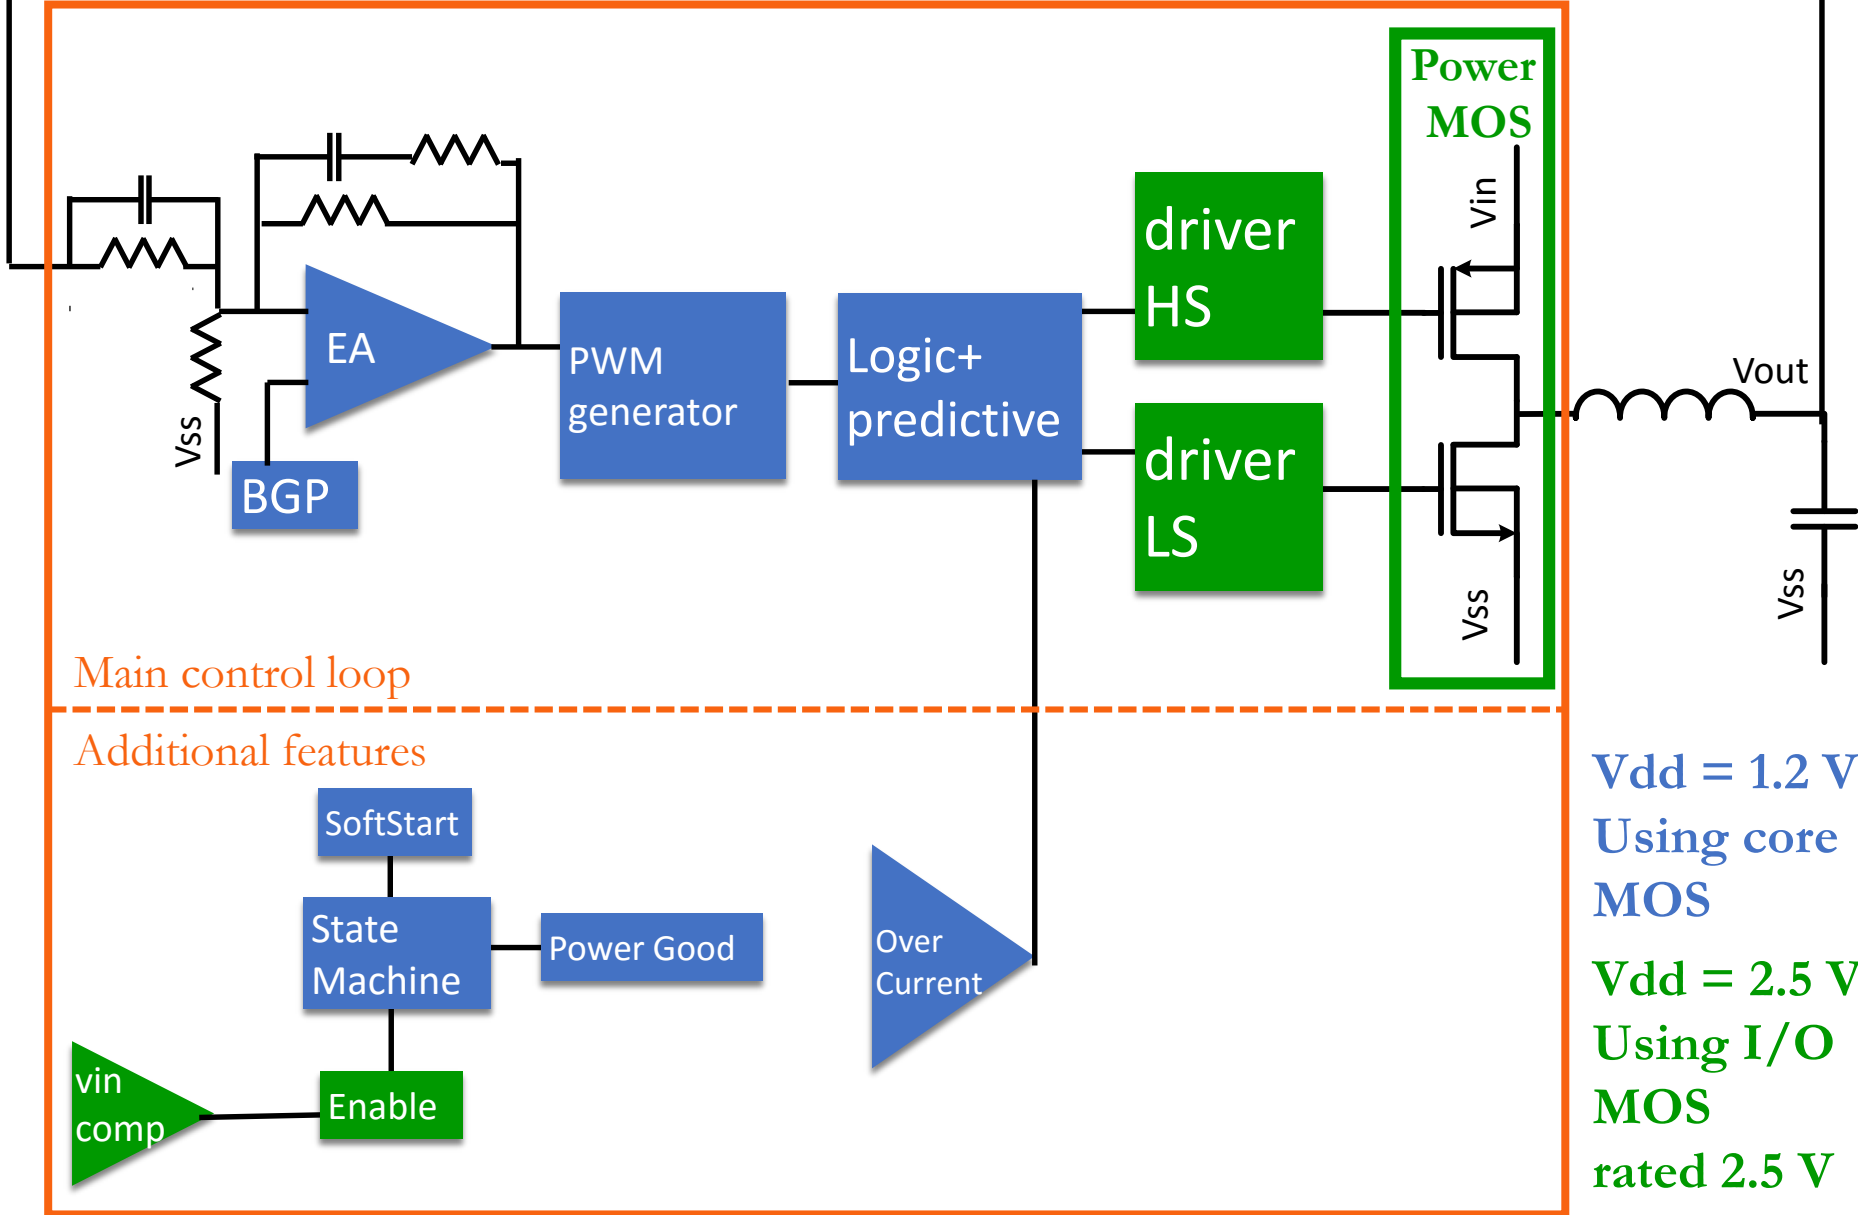 Power
MOS
Vin
driver
HS
EA
PWM
generator
Logic+
predictive
Vout
Vss
BGP
driver
LS
Vss
Vss
Main control loop
Additional features
SoftStart
State
Machine
Power Good
Over
Current
vin
comp
Enable
Vdd = 1.2 V
Using core
MOS
Vdd = 2.5 V
Using I/O
MOS
rated 2.5 V